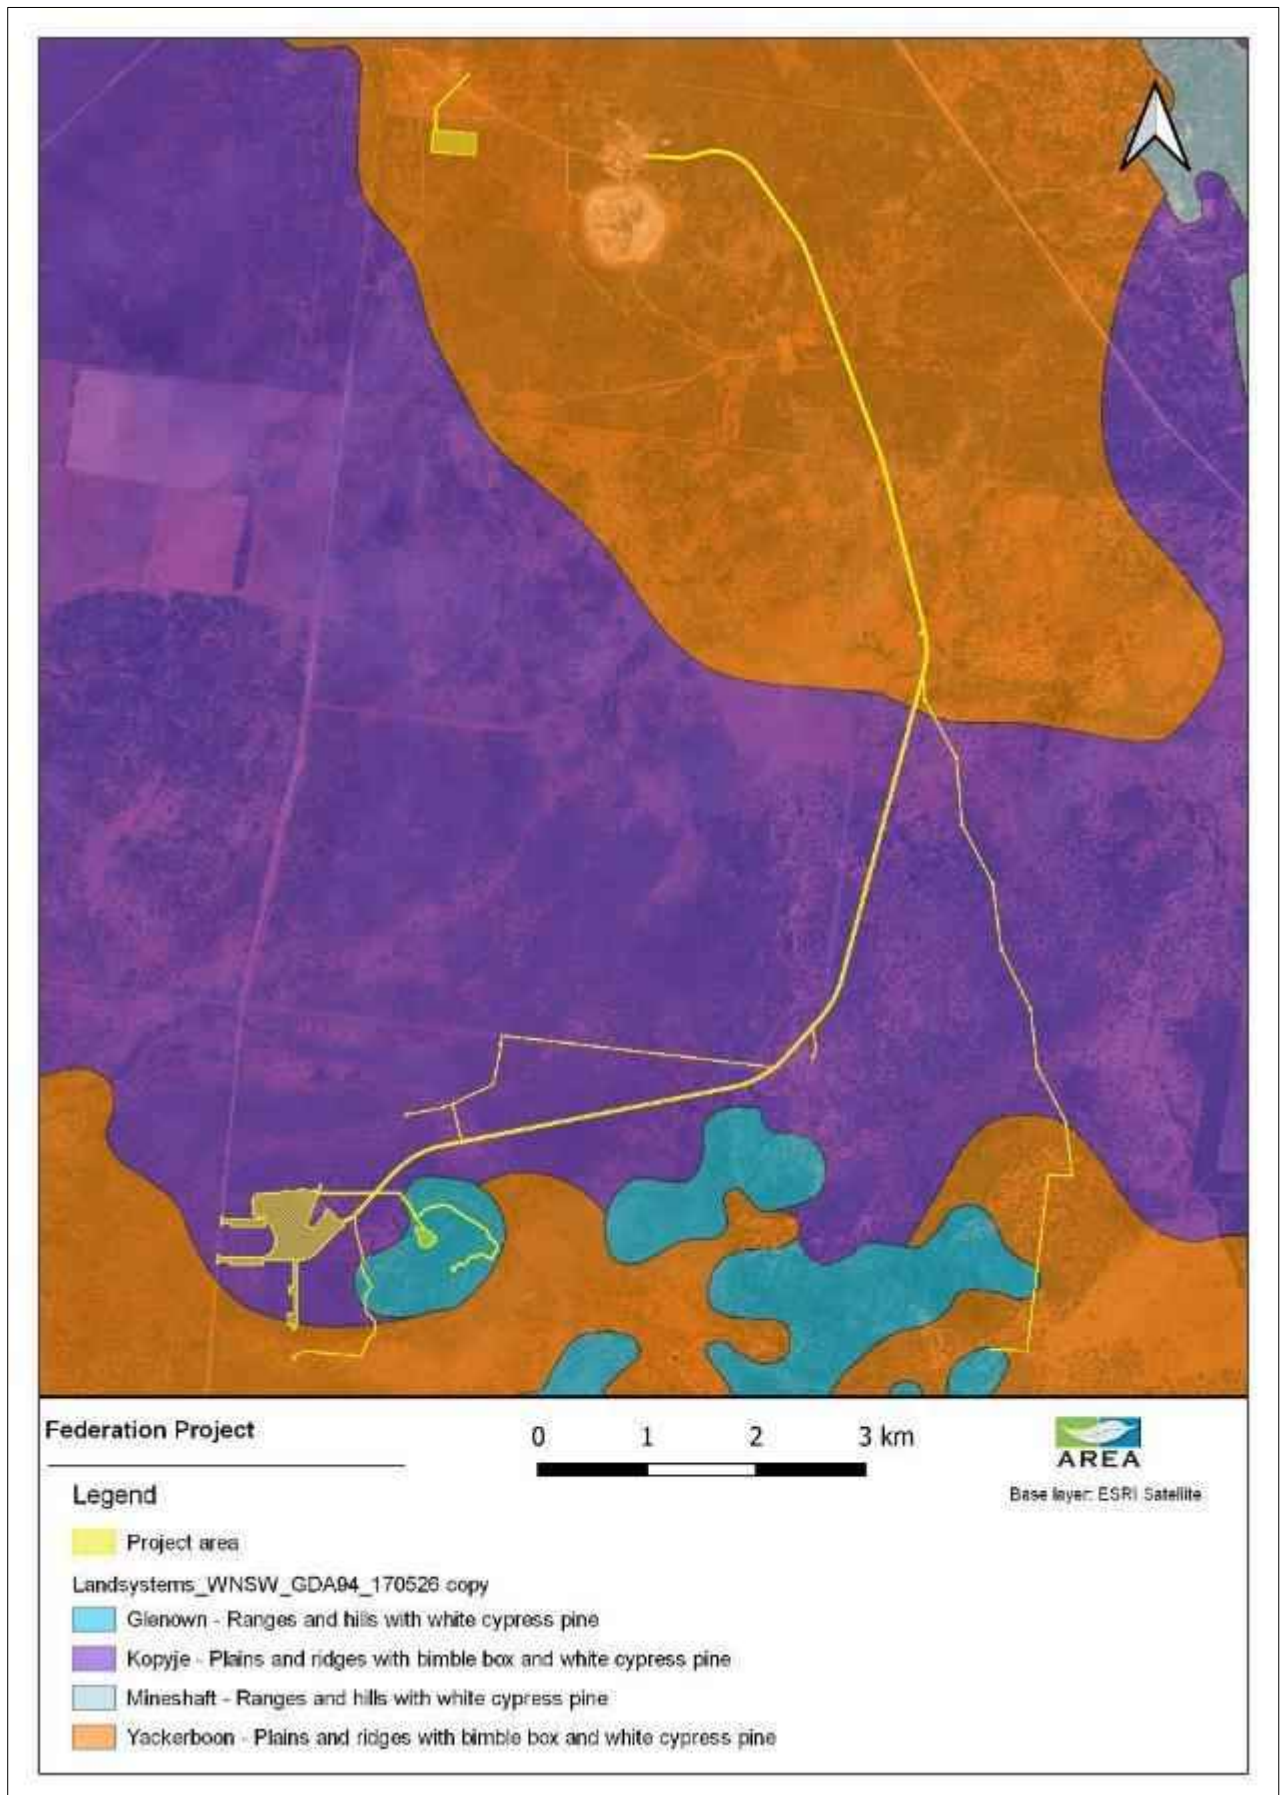 Federation Project
0 1 2 3 km
AREA
Base layer: ESRI Satellite
Legend
Project area
Landsystems_WNSW_GDA94_170526 copy
Glenown - Ranges and hills with white cypress pine
Kopyje - Plains and ridges with bimble box and white cypress pine
Mineshaft - Ranges and hills with white cypress pine
Yackerboon - Plains and ridges with bimble box and white cypress pine